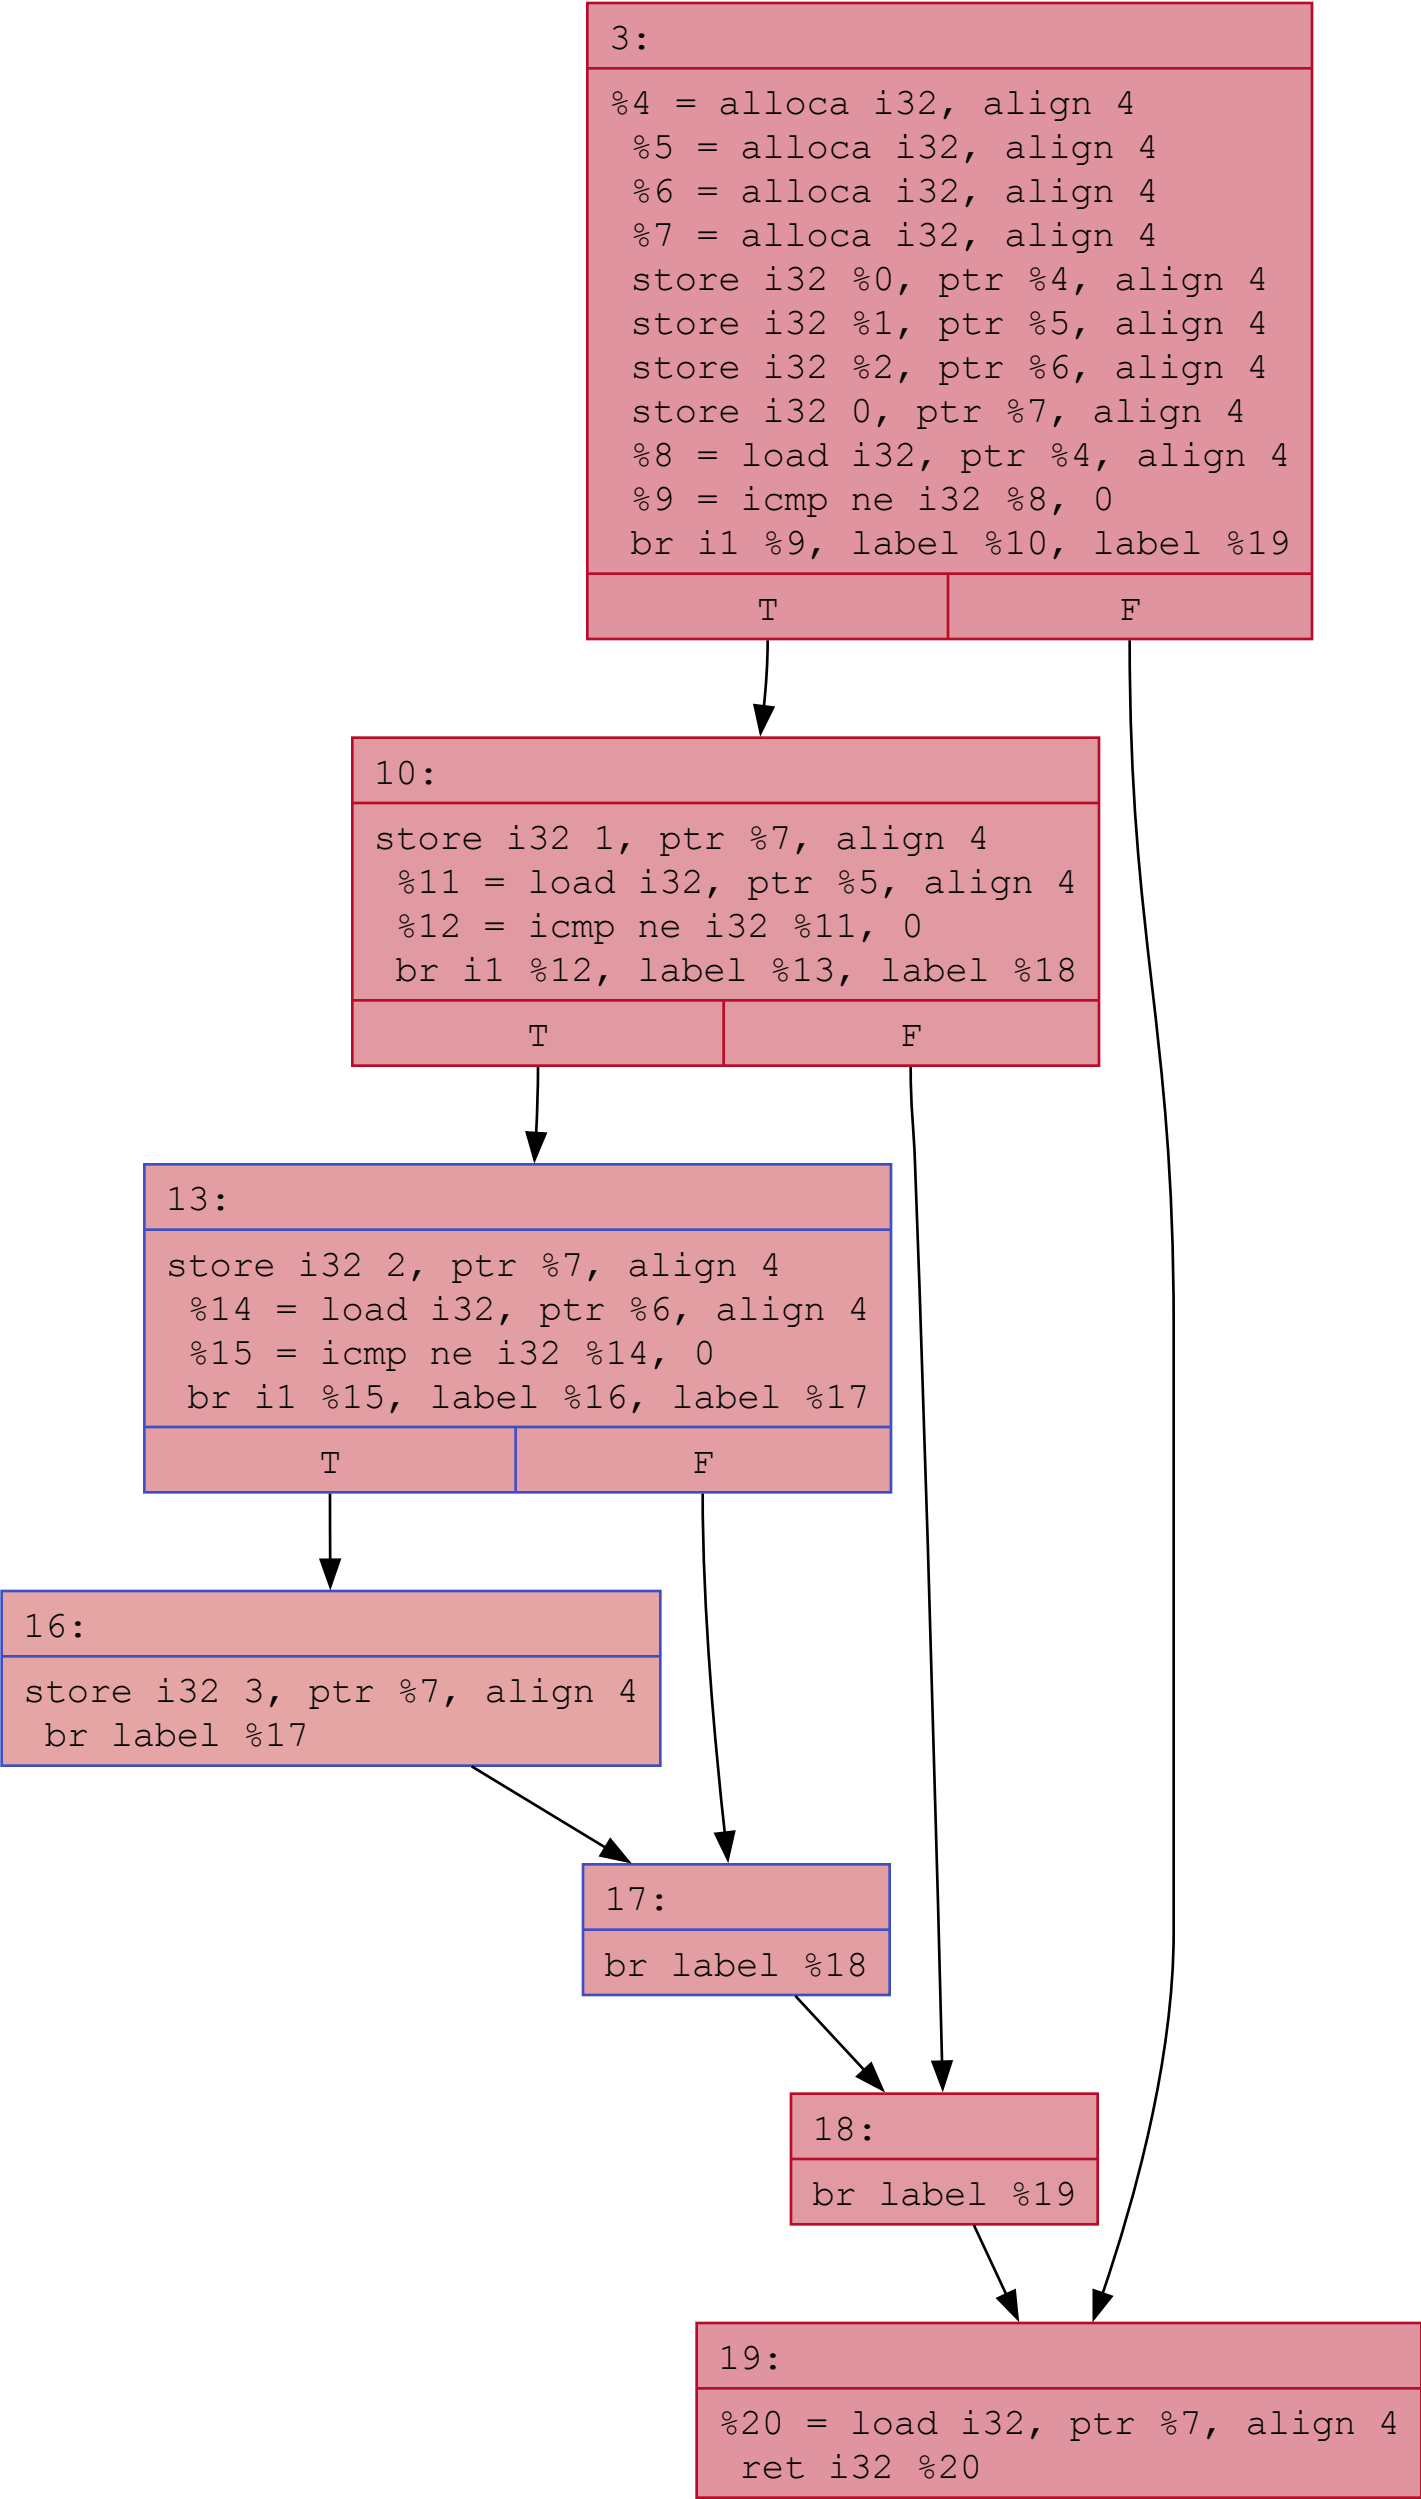 3:
%4 = alloca i32, align 4
%5 = alloca i32, align 4
%6 = alloca i32, align 4
%7 = alloca i32, align 4
store i32 %0, ptr %4, align 4
store i32 %1, ptr %5, align 4
store i32 %2, ptr %6, align 4
store i32 0, ptr %7, align 4
%8 = load i32, ptr %4, align 4
%9 = icmp ne i32 %8, 0
br i1 %9, label %10, label %19
T F
10:
store i32 1, ptr %7, align 4
%11 = load i32, ptr %5, align 4
%12 = icmp ne i32 %11, 0
br i1 %12, label %13, label %18
T F
13:
store i32 2, ptr %7, align 4
%14 = load i32, ptr %6, align 4
%15 = icmp ne i32 %14, 0
br i1 %15, label %16, label %17
T F
16:
store i32 3, ptr %7, align 4
br label %17
17:
br label %18
18:
br label %19
19:
%20 = load i32, ptr %7, align 4
ret i32 %20